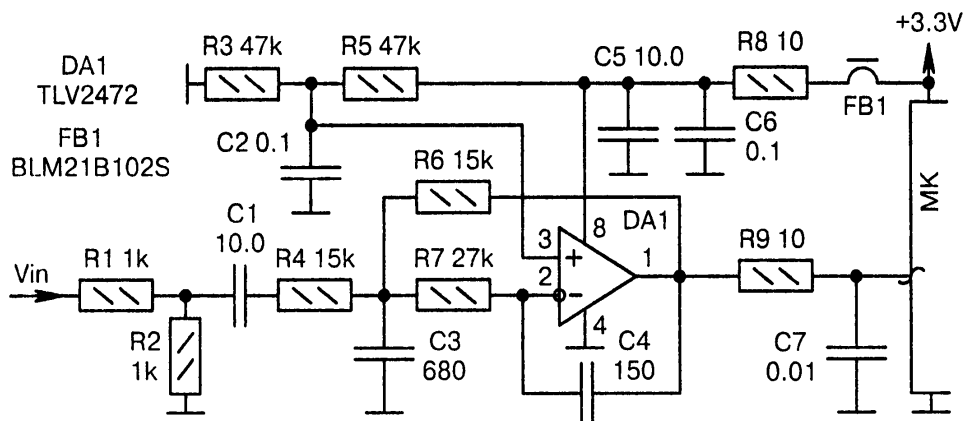 +3.3V
R3 47k
R5 47k
C5 10.0
R8 10
DA1
TLV2472
FB1
FB1
BLM21B102S
C2 0.1
C6
0.1
R6 15k
MK
C1
10.0
DA1
8
3
+
2
-
1
4
Vin
R1 1k
R4 15k
R7 27k
R9 10
R2
1k
C3
680
C4
150
C7
0.01